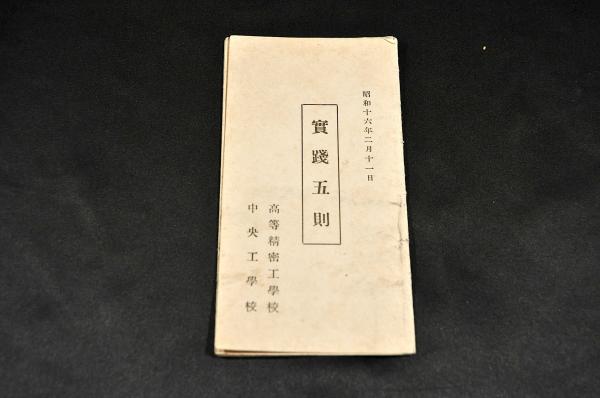 昭和十六年二月十一日
實踐五則
高等精密工學校
中央工學校